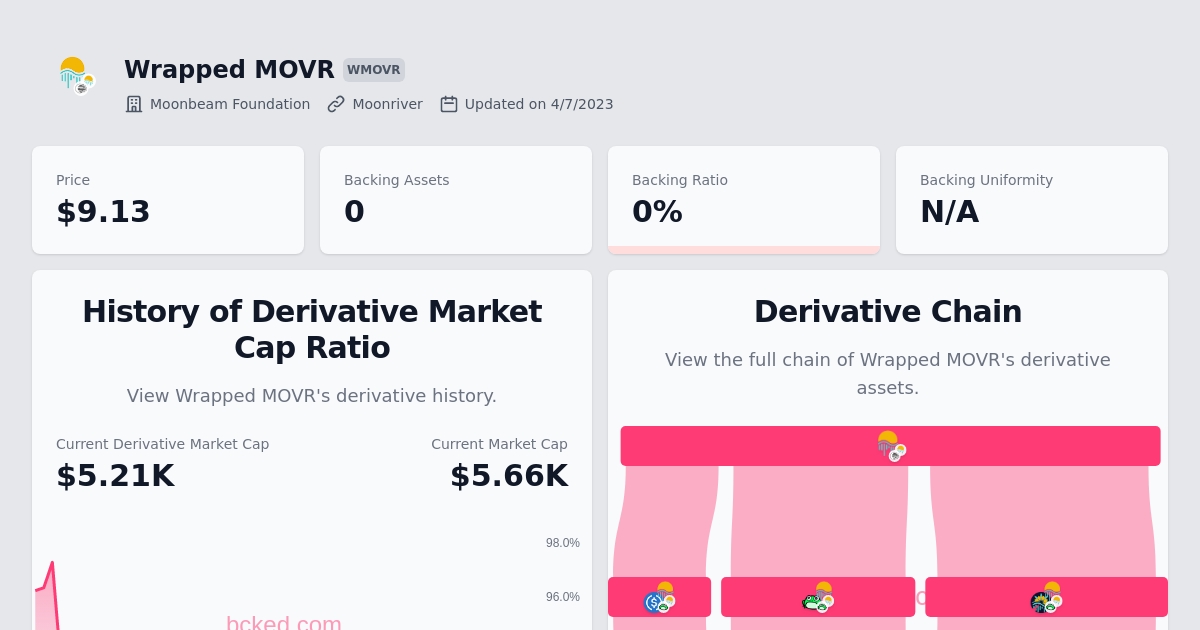 Wrapped MOVR WMOVR
Moonbeam Foundation Moonriver Updated on 4/7/2023
Price
$9.13
Backing Assets
0
Backing Ratio
0%
Backing Uniformity
N/A
History of Derivative Market
Cap Ratio
View Wrapped MOVR's derivative history.
Current Derivative Market Cap
$5.21K
Current Market Cap
$5.66K
98.0%
96.0%
bcked.com
Derivative Chain
View the full chain of Wrapped MOVR's derivative
assets.